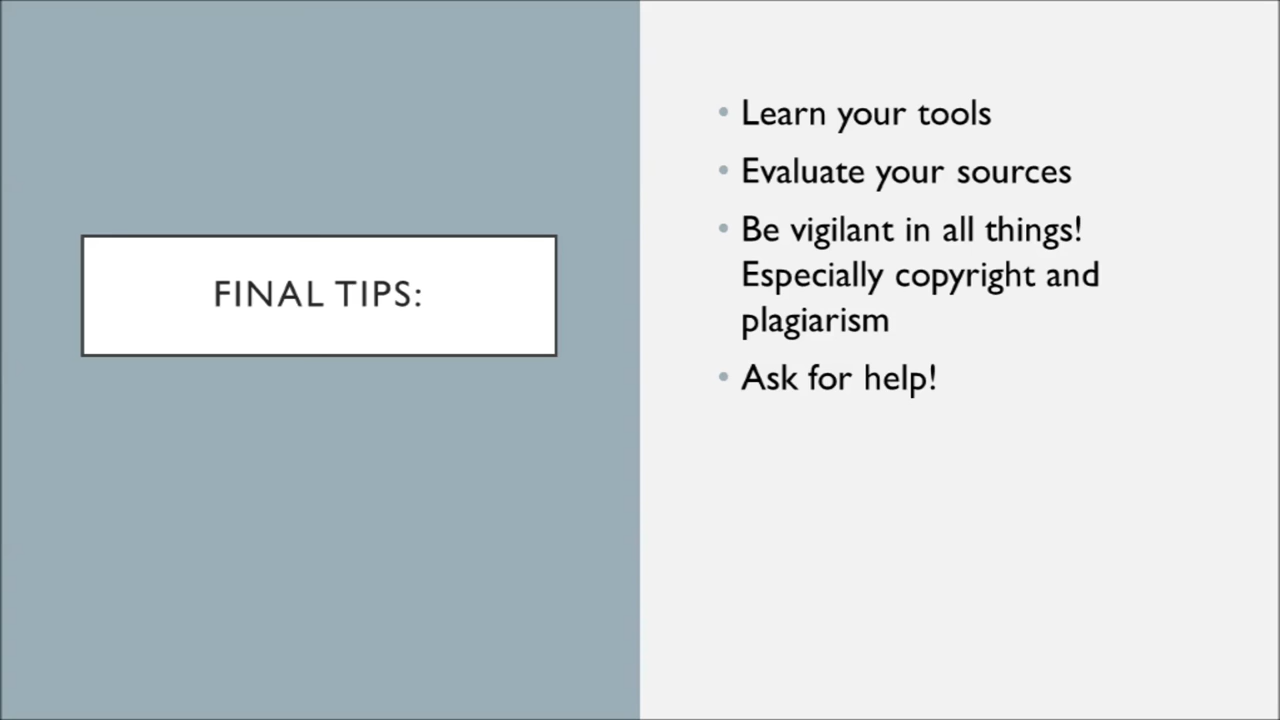 FINAL TIPS:
• Learn your tools
• Evaluate your sources
• Be vigilant in all things!
Especially copyright and
plagiarism
• Ask for help!